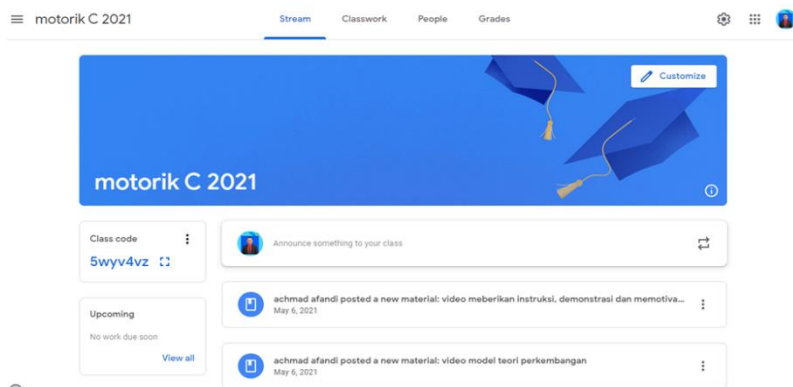 motorik C 2021
Stream Classwork People Grades
Customize
motorik C 2021
Class code
5wyv4vz
Announce something to your class
Upcoming
No work due soon
View all
achmad afandi posted a new material: video meberikan instruksi, demonstrasi dan memotiva...
May 6, 2021
achmad afandi posted a new material: video model teori perkembangan
May 6, 2021